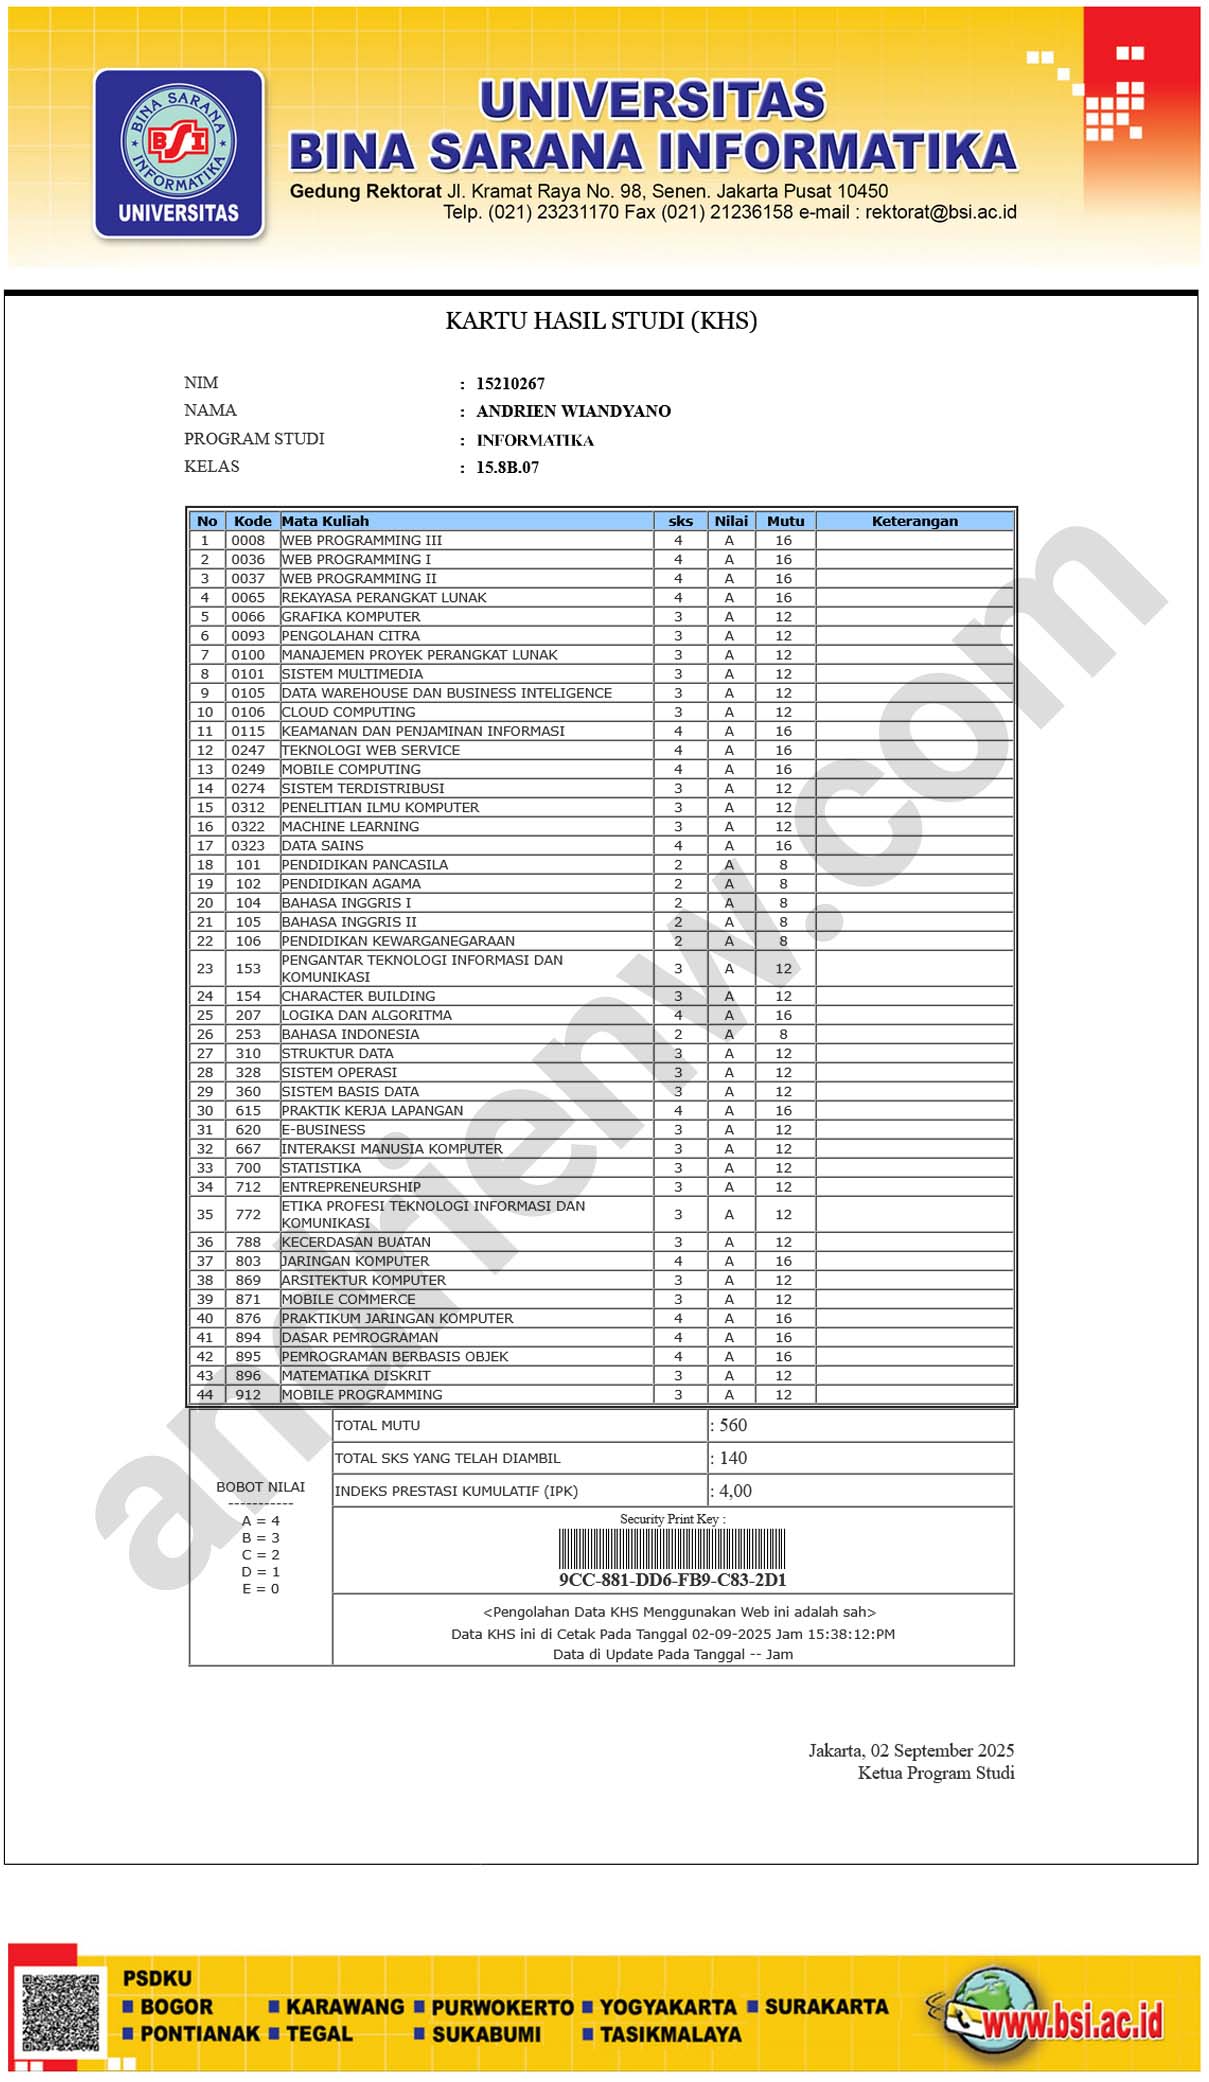 BINA SARANA
BSI
INFORMATIKA
UNIVERSITAS
UNIVERSITAS
BINA SARANA INFORMATIKA
Gedung Rektorat Jl. Kramat Raya No. 98, Senen. Jakarta Pusat 10450
Telp. (021) 23231170 Fax (021) 21236158 e-mail : rektorat@bsi.ac.id
KARTU HASIL STUDI (KHS)
NIM : 15210267
NAMA : ANDRIEN WIANDYANO
PROGRAM STUDI : INFORMATIKA
KELAS : 15.8B.07
No Kode Mata Kuliah sks Nilai Mutu Keterangan
1 0008 WEB PROGRAMMING III 4 A 16
2 0036 WEB PROGRAMMING I 4 A 16
3 0037 WEB PROGRAMMING II 4 A 16
4 0065 REKAYASA PERANGKAT LUNAK 4 A 16
5 0066 GRAFIKA KOMPUTER 3 A 12
6 0093 PENGOLAHAN CITRA 3 A 12
7 0100 MANAJEMEN PROYEK PERANGKAT LUNAK 3 A 12
8 0101 SISTEM MULTIMEDIA 3 A 12
9 0105 DATA WAREHOUSE DAN BUSINESS INTELIGENCE 3 A 12
10 0106 CLOUD COMPUTING 3 A 12
11 0115 KEAMANAN DAN PENJAMINAN INFORMASI 4 A 16
12 0247 TEKNOLOGI WEB SERVICE 4 A 16
13 0249 MOBILE COMPUTING 4 A 16
14 0274 SISTEM TERDISTRIBUSI 3 A 12
15 0312 PENELITIAN ILMU KOMPUTER 3 A 12
16 0322 MACHINE LEARNING 3 A 12
17 0323 DATA SAINS 4 A 16
18 101 PENDIDIKAN PANCASILA 2 A 8
19 102 PENDIDIKAN AGAMA 2 A 8
20 104 BAHASA INGGRIS I 2 A 8
21 105 BAHASA INGGRIS II 2 A 8
22 106 PENDIDIKAN KEWARGANEGARAAN 2 A 8
23 153 PENGANTAR TEKNOLOGI INFORMASI DAN
KOMUNIKASI 3 A 12
24 154 CHARACTER BUILDING 3 A 12
25 207 LOGIKA DAN ALGORITMA 4 A 16
26 253 BAHASA INDONESIA 2 A 8
27 310 STRUKTUR DATA 3 A 12
28 328 SISTEM OPERASI 3 A 12
29 360 SISTEM BASIS DATA 3 A 12
30 615 PRAKTIK KERJA LAPANGAN 4 A 16
31 620 E-BUSINESS 3 A 12
32 667 INTERAKSI MANUSIA KOMPUTER 3 A 12
33 700 STATISTIKA 3 A 12
34 712 ENTREPRENEURSHIP 3 A 12
35 772 ETIKA PROFESI TEKNOLOGI INFORMASI DAN
KOMUNIKASI 3 A 12
36 788 KECERDASAN BUATAN 3 A 12
37 803 JARINGAN KOMPUTER 4 A 16
38 869 ARSITEKTUR KOMPUTER 3 A 12
39 871 MOBILE COMMERCE 3 A 12
40 876 PRAKTIKUM JARINGAN KOMPUTER 4 A 16
41 894 DASAR PEMROGRAMAN 4 A 16
42 895 PEMROGRAMAN BERBASIS OBJEK 4 A 16
43 896 MATEMATIKA DISKRIT 3 A 12
44 912 MOBILE PROGRAMMING 3 A 12
TOTAL MUTU : 560
TOTAL SKS YANG TELAH DIAMBIL : 140
INDEKS PRESTASI KUMULATIF (IPK) : 4,00
BOBOT NILAI
-----------
A = 4
B = 3
C = 2
D = 1
E = 0
Security Print Key :
9CC-881-DD6-FB9-C83-2D1
<Pengolahan Data KHS Menggunakan Web ini adalah sah>
Data KHS ini di Cetak Pada Tanggal 02-09-2025 Jam 15:38:12:PM
Data di Update Pada Tanggal -- Jam
andrienw.com
Jakarta, 02 September 2025
Ketua Program Studi
PSDKU
BOGOR KARAWANG PURWOKERTO YOGYAKARTA SURAKARTA
PONTIANAK TEGAL SUKABUMI TASIKMALAYA
www.bsi.ac.id